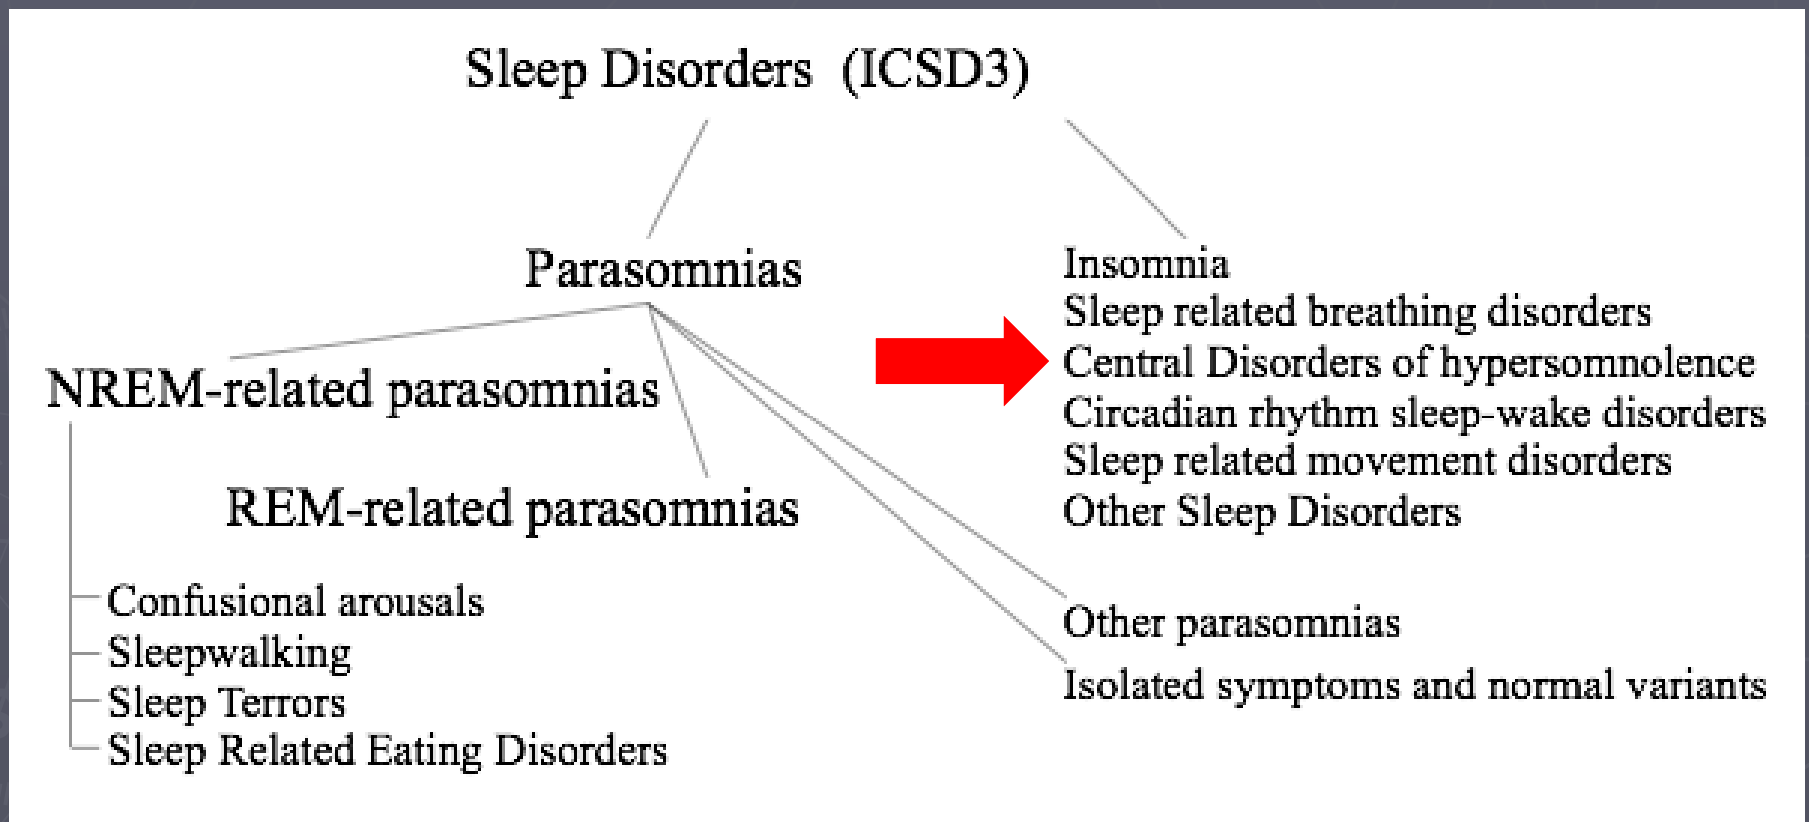 Sleep Disorders (ICSD3)
Parasomnias
NREM-related parasomnias
REM-related parasomnias
Confusional arousals
Sleepwalking
Sleep Terrors
Sleep Related Eating Disorders
Insomnia
Sleep related breathing disorders
Central Disorders of hypersomnolence
Circadian rhythm sleep-wake disorders
Sleep related movement disorders
Other Sleep Disorders
Other parasomnias
Isolated symptoms and normal variants